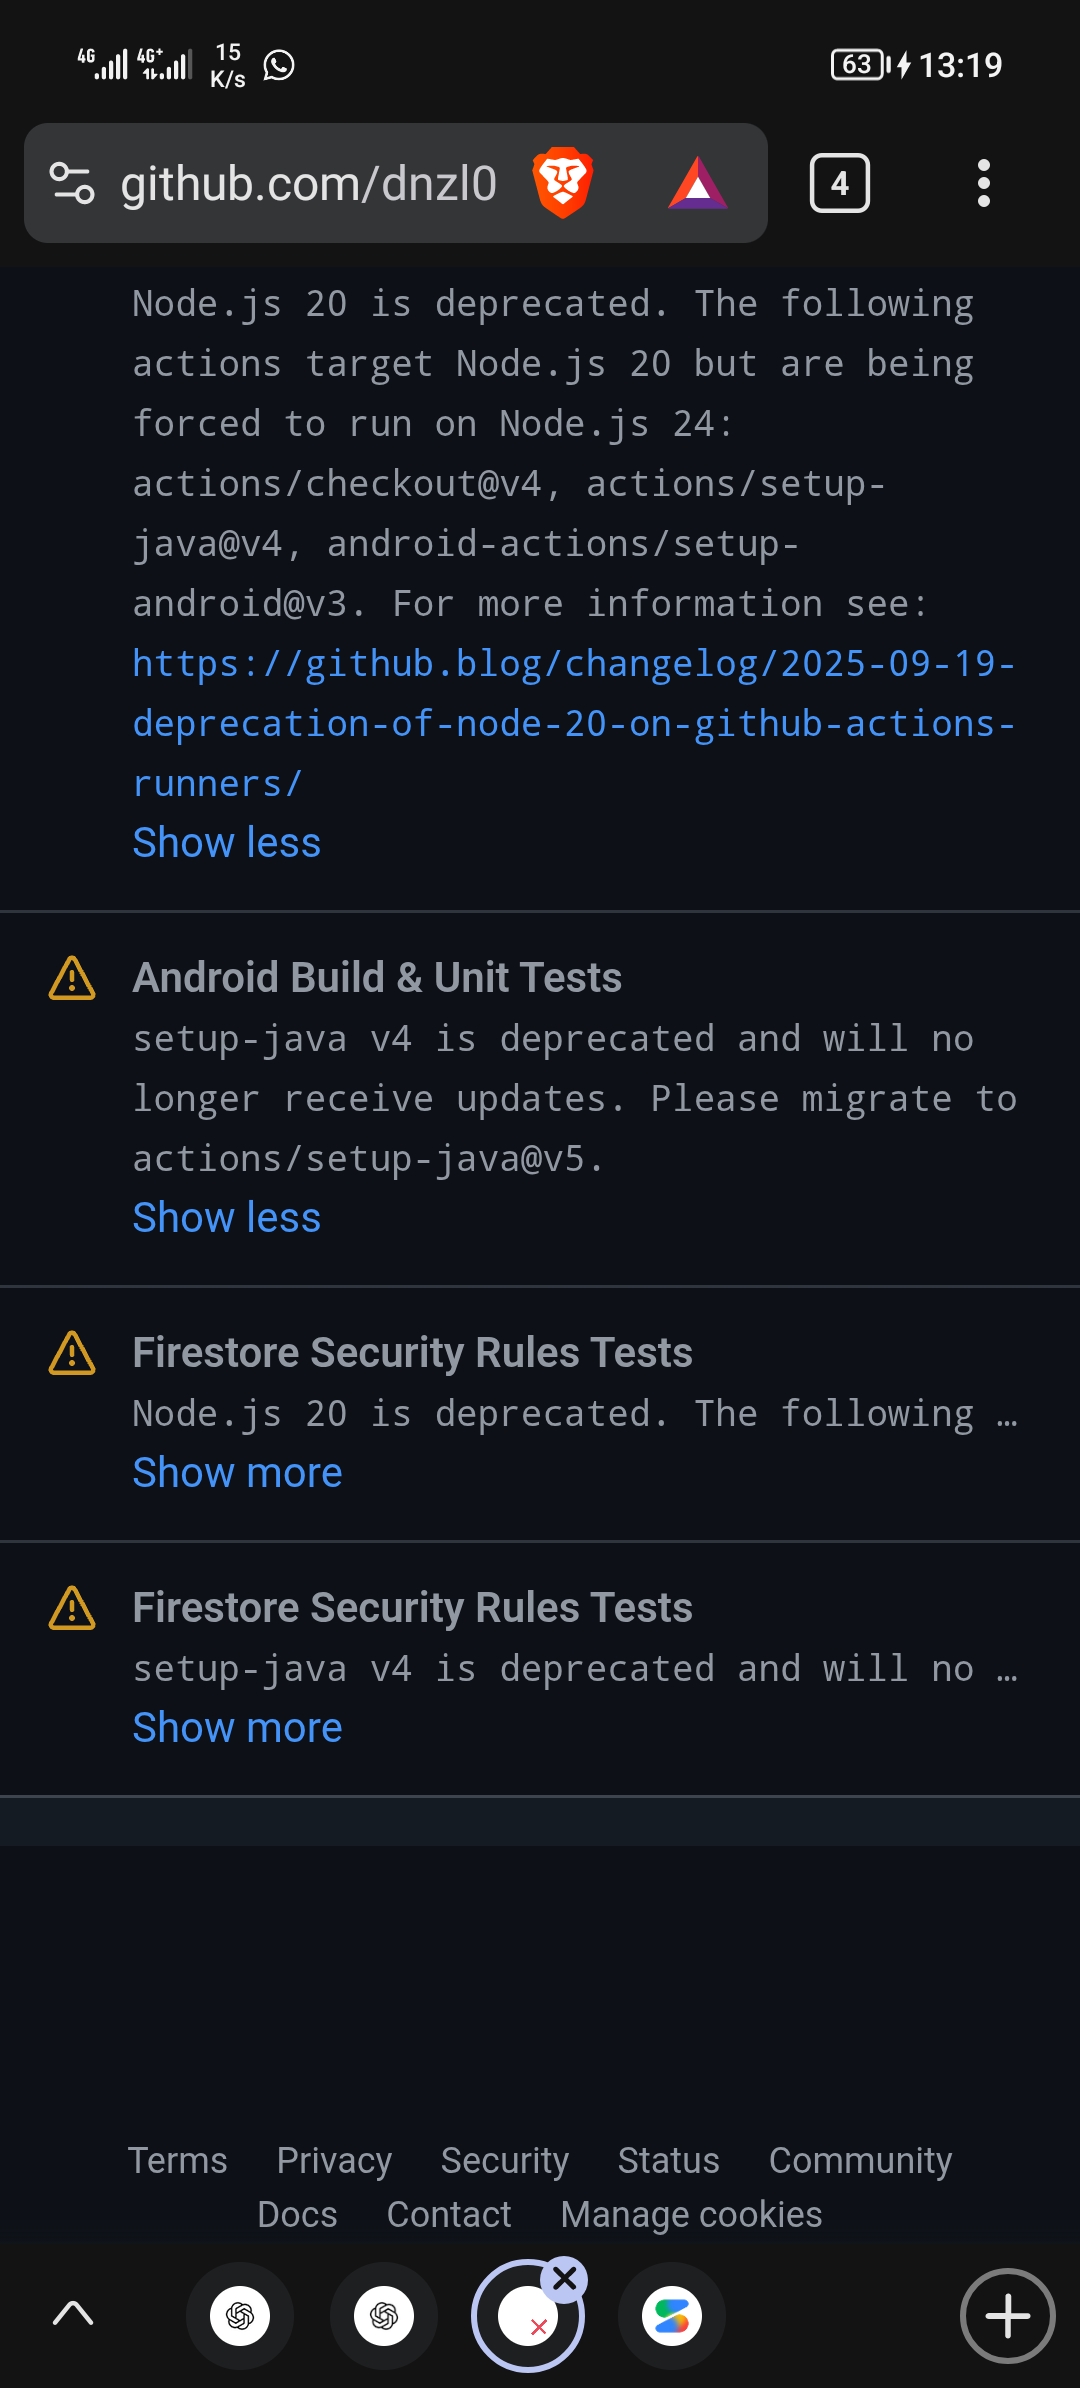 4G 4G+ 15 K/s 63 13:19
github.com/dnzl0 4
Node.js 20 is deprecated. The following
actions target Node.js 20 but are being
forced to run on Node.js 24:
actions/checkout@v4, actions/setup-
java@v4, android-actions/setup-
android@v3. For more information see:
https://github.blog/changelog/2025-09-19-
deprecation-of-node-20-on-github-actions-
runners/
Show less
Android Build & Unit Tests
setup-java v4 is deprecated and will no
longer receive updates. Please migrate to
actions/setup-java@v5.
Show less
Firestore Security Rules Tests
Node.js 20 is deprecated. The following …
Show more
Firestore Security Rules Tests
setup-java v4 is deprecated and will no …
Show more
Terms Privacy Security Status Community
Docs Contact Manage cookies